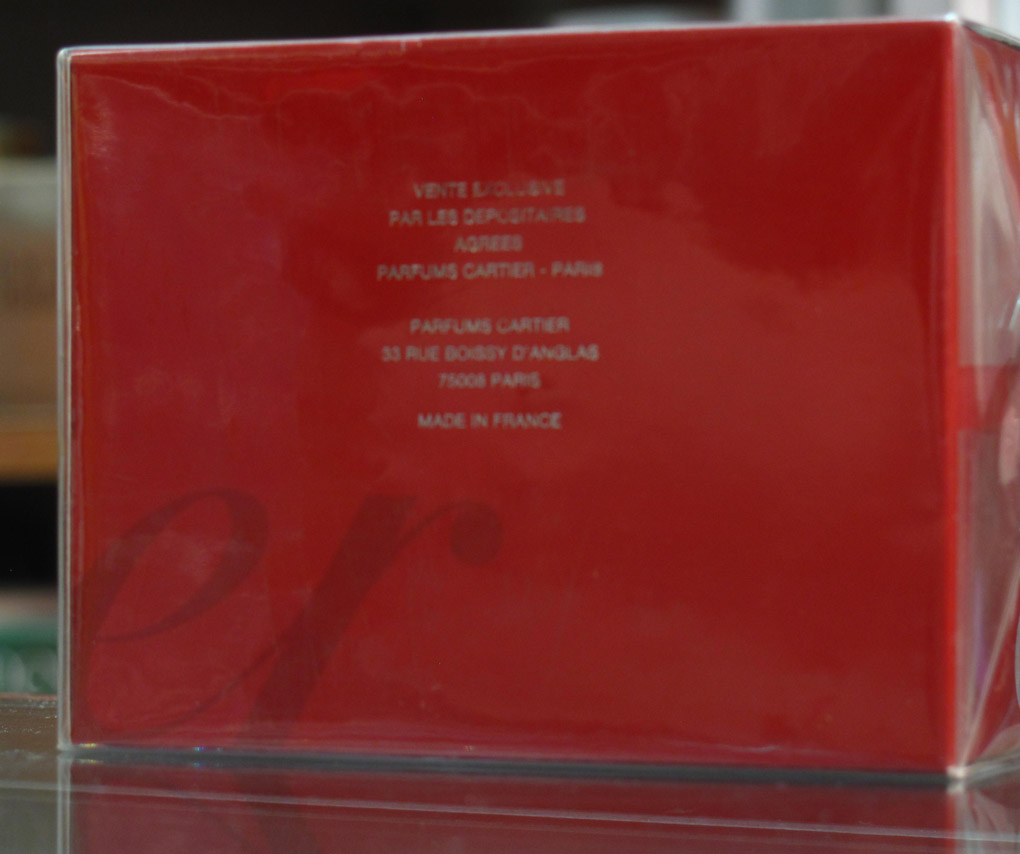 VENTE EXCLUSIVE
PAR LES DEPOSITAIRES
AGREES
PARFUMS CARTIER - PARIS
PARFUMS CARTIER
33 RUE BOISSY D'ANGLAS
75008 PARIS
MADE IN FRANCE
er